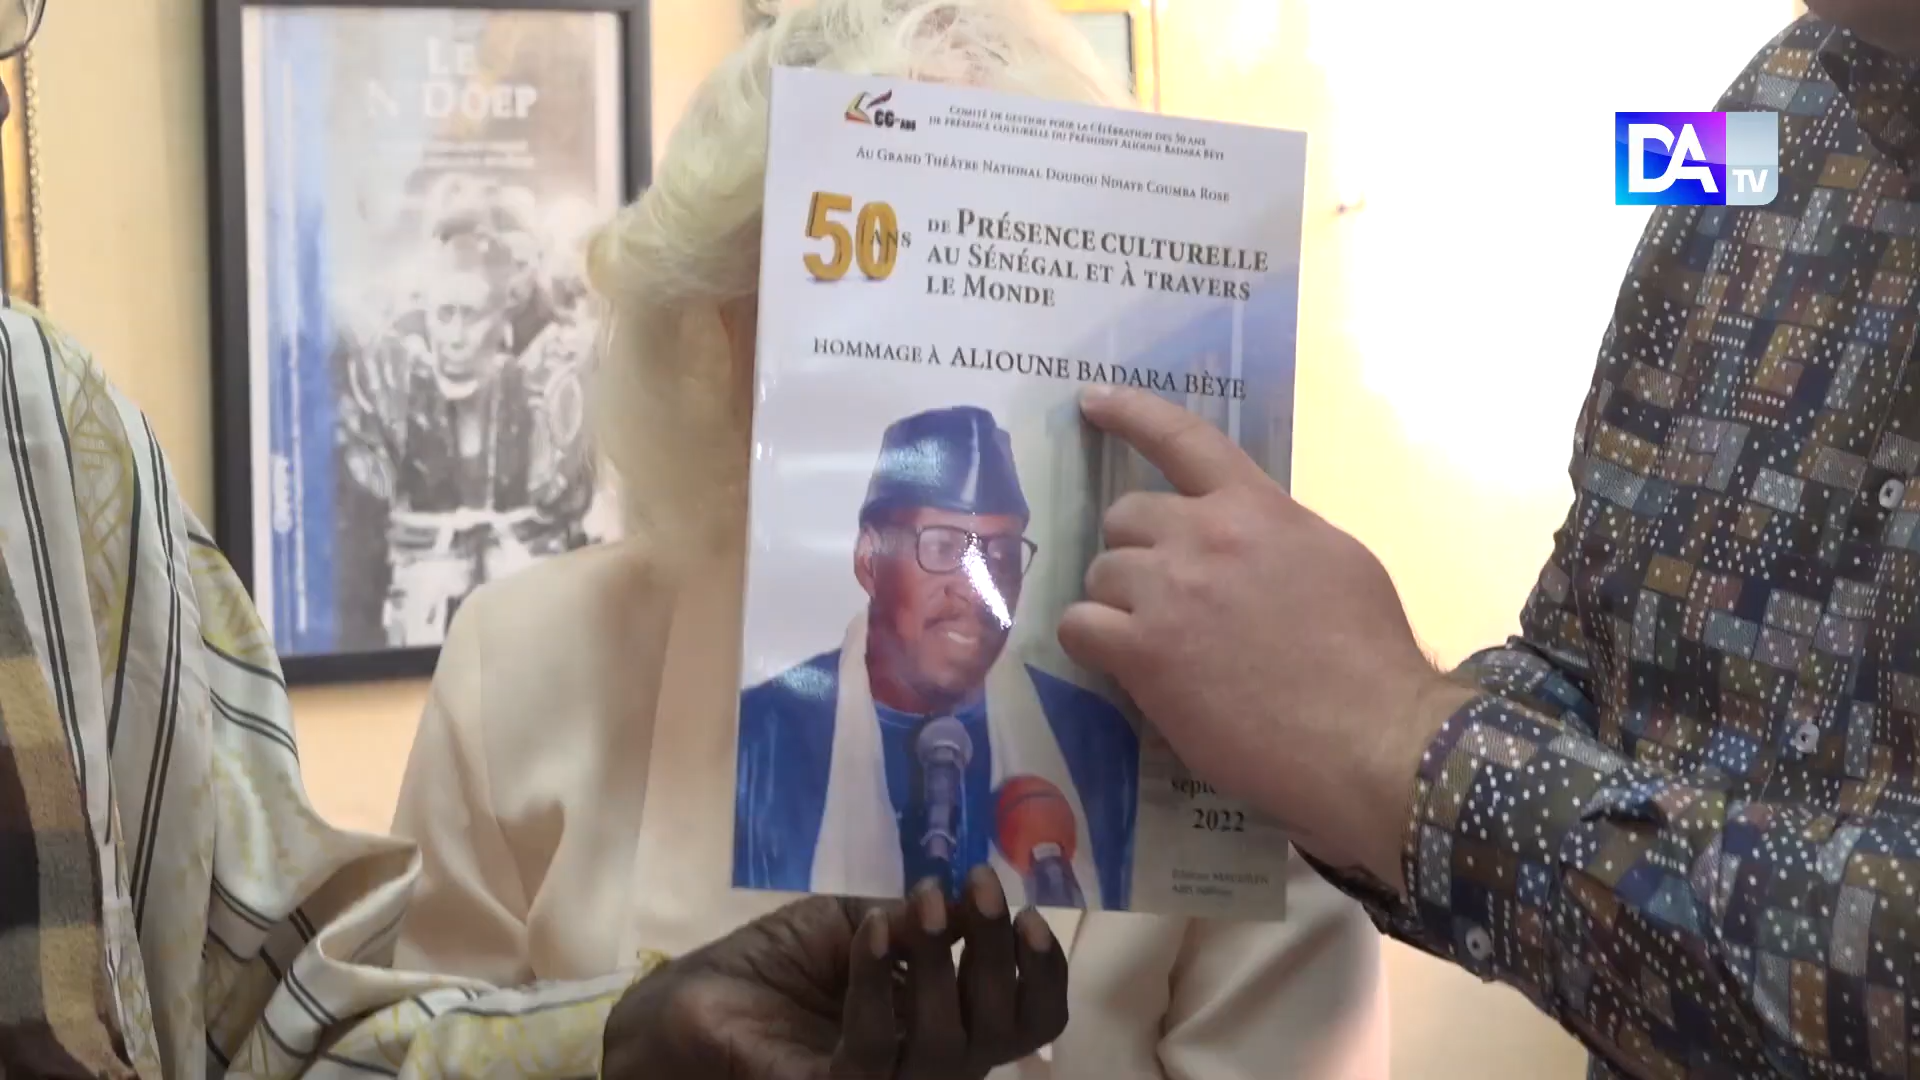 LE
N'DOEP
CG
COMITÉ DE GESTION POUR LA CÉLÉBRATION DES 50 ANS
DE PRÉSENCE CULTURELLE DU PRÉSIDENT ALIOUNE BADARA BÈYE
AU GRAND THÉÂTRE NATIONAL DOUDOU NDIAYE COUMBA ROSE
50 ANS
DE PRÉSENCE CULTURELLE
AU SÉNÉGAL ET À TRAVERS
LE MONDE
HOMMAGE À ALIOUNE BADARA BÈYE
2022
DA TV